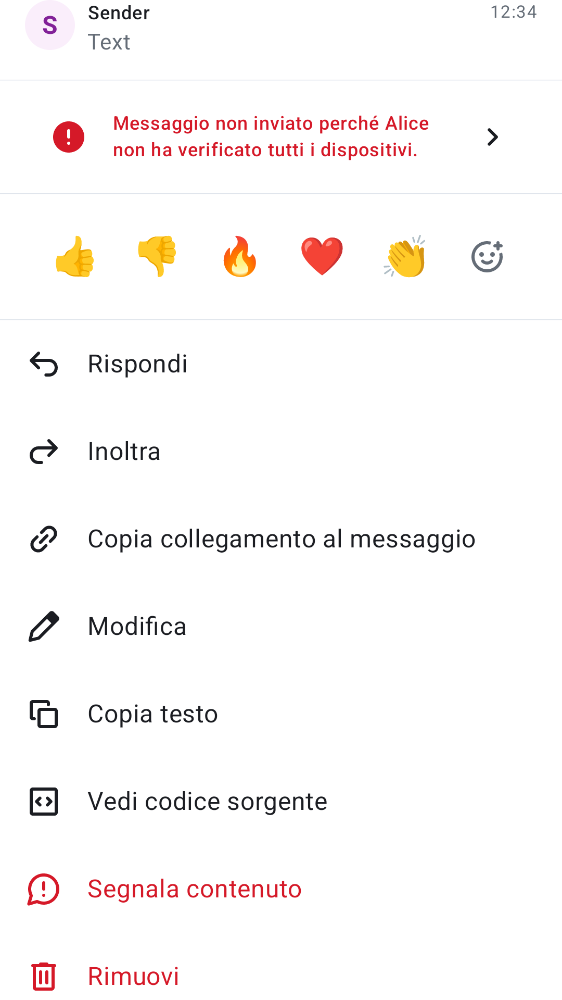 S
Sender
12:34
Text
Messaggio non inviato perché Alice
non ha verificato tutti i dispositivi.
Rispondi
Inoltra
Copia collegamento al messaggio
Modifica
Copia testo
Vedi codice sorgente
Segnala contenuto
Rimuovi